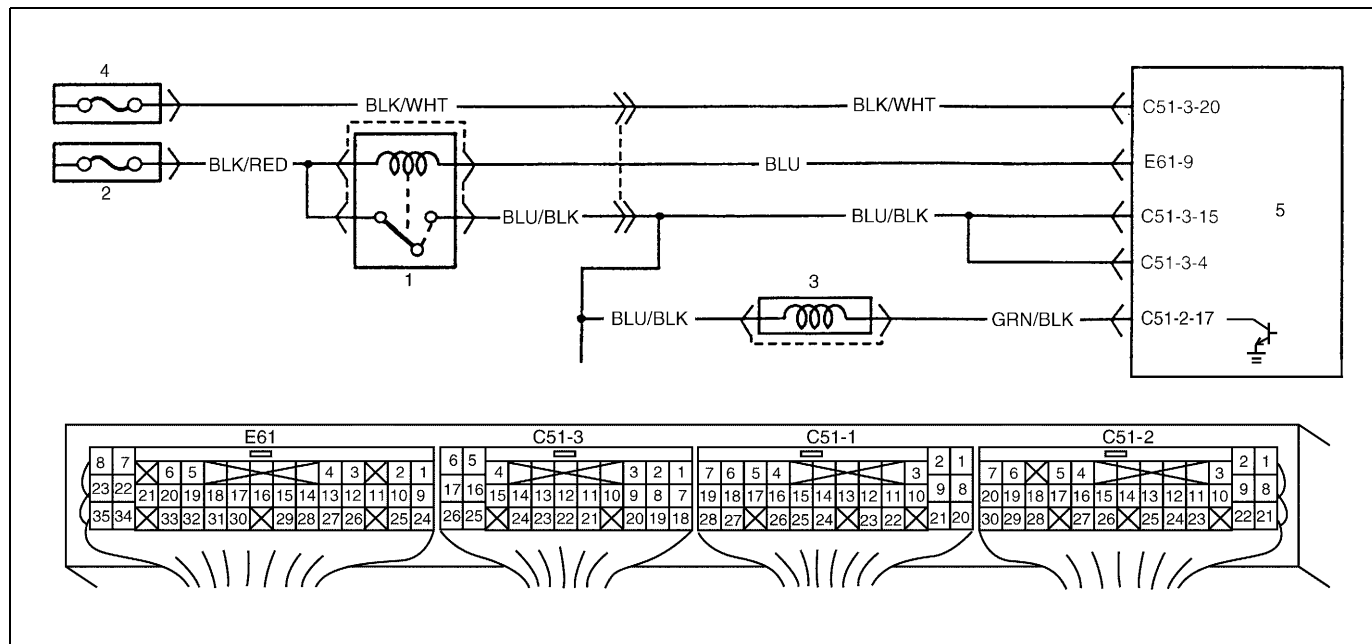 4
BLK/WHT BLK/WHT C51-3-20
BLK/RED BLU E61-9
2
BLU/BLK BLU/BLK C51-3-15 5
1 C51-3-4
3
BLU/BLK GRN/BLK C51-2-17
E61 C51-3 C51-1 C51-2
8 7 6 5 4 3 2 1 6 5 4 3 2 1 7 6 5 4 3 2 1 7 6 5 4 3 2 1
23 22 21 20 19 18 17 16 15 14 13 12 11 10 9 17 16 15 14 13 12 11 10 9 8 7 19 18 17 16 15 14 13 12 11 10 9 8 20 19 18 17 16 15 14 13 12 11 10 9 8
35 34 33 32 31 30 29 28 27 26 25 24 26 25 24 23 22 21 20 19 18 28 27 26 25 24 23 22 21 20 30 29 28 27 26 25 24 23 22 21